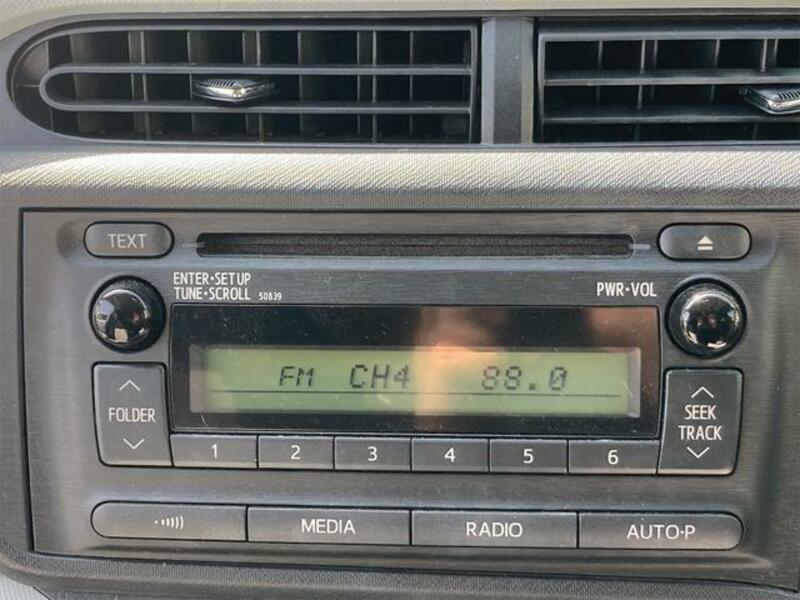 TEXT
ENTER•SETUP
TUNE•SCROLL 50839
PWR•VOL
FM CH4 88.0
FOLDER
SEEK
TRACK
1 2 3 4 5 6
MEDIA RADIO AUTO•P